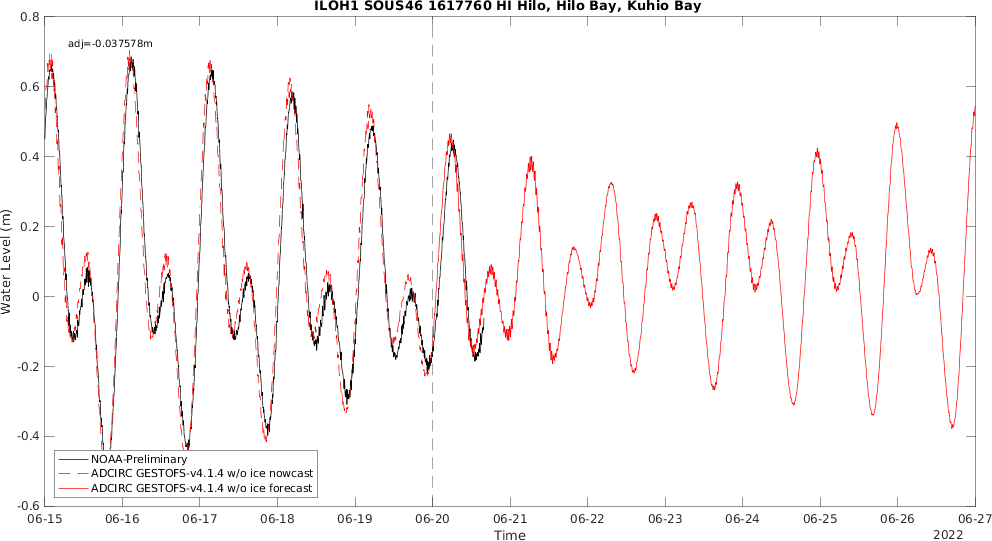 ILOH1 SOUS46 1617760 HI Hilo, Hilo Bay, Kuhio Bay
adj=-0.037578m
0.8
0.6
0.4
0.2
0
-0.2
-0.4
-0.6
Water Level (m)
NOAA-Preliminary
ADCIRC GESTOFS-v4.1.4 w/o ice nowcast
ADCIRC GESTOFS-v4.1.4 w/o ice forecast
06-15 06-16 06-17 06-18 06-19 06-20 06-21 06-22 06-23 06-24 06-25 06-26 06-27
Time
2022